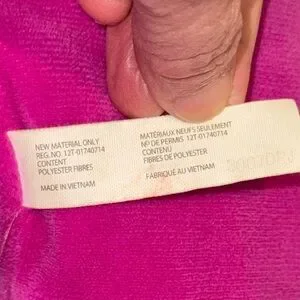 NEW MATERIAL ONLY
REG. NO. 12T-01740714
CONTENT
POLYESTER FIBRES
MADE IN VIETNAM
MATÉRIAUX NEUFS SEULEMENT
Nº DE PERMIS 12T-01740714
CONTENU
FIBRES DE POLYESTER
FABRIQUÉ AU VIETNAM